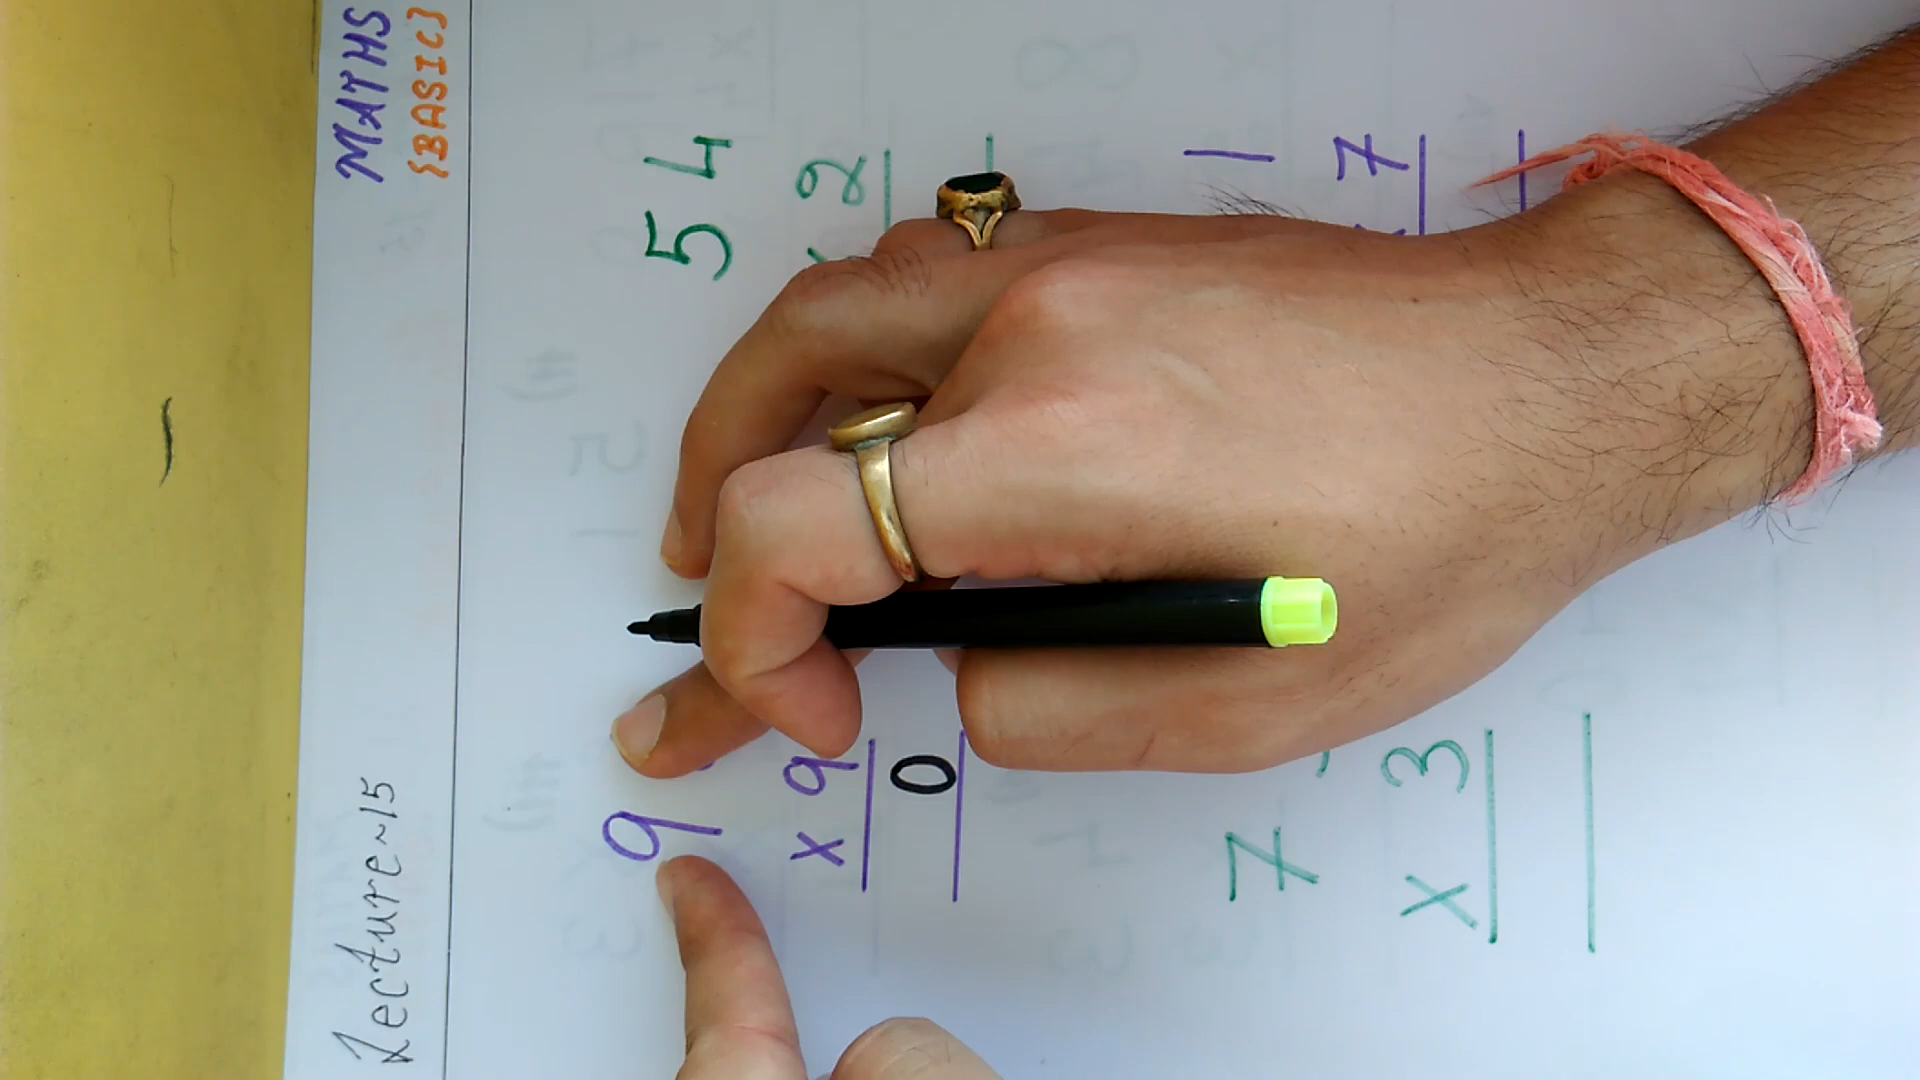 Lecture~15 MATHS
{BASIC}
9 54
x 9 x 2
0
7 1
x 3 7